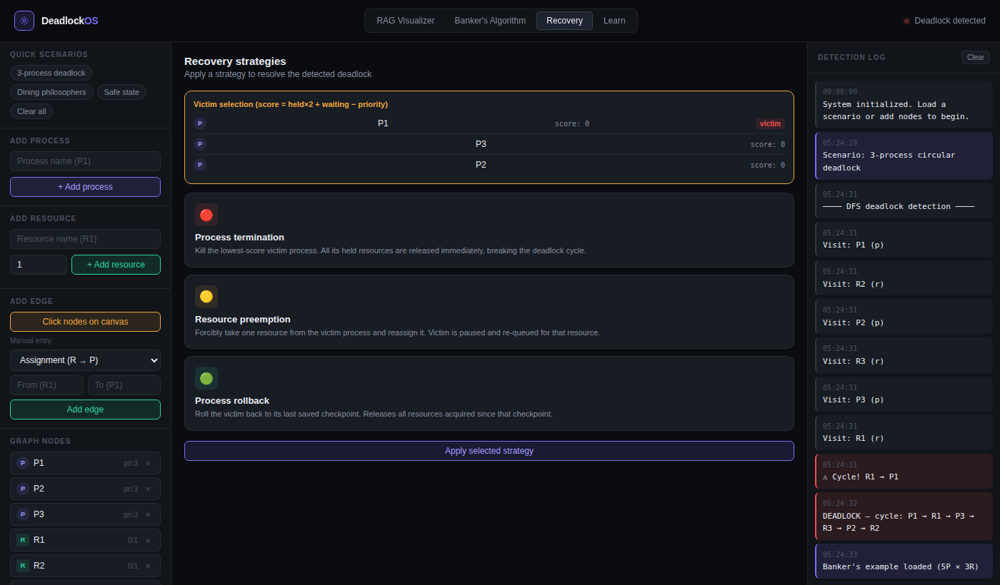 DeadlockOS
RAG Visualizer
Banker's Algorithm
Recovery
Learn
Deadlock detected
QUICK SCENARIOS
3-process deadlock
Dining philosophers
Safe state
Clear all
ADD PROCESS
Process name (P1)
+ Add process
ADD RESOURCE
Resource name (R1)
1
+ Add resource
ADD EDGE
Click nodes on canvas
Manual entry:
Assignment (R → P)
From (R1)
To (P1)
Add edge
GRAPH NODES
P P1 pri:3 ×
P P2 pri:3 ×
P P3 pri:3 ×
R R1 0/1 ×
R R2 0/1 ×
Recovery strategies
Apply a strategy to resolve the detected deadlock
Victim selection (score = held×2 + waiting − priority)
P P1 score: 0 victim
P P3 score: 0
P P2 score: 0
Process termination
Kill the lowest-score victim process. All its held resources are released immediately, breaking the deadlock cycle.
Resource preemption
Forcibly take one resource from the victim process and reassign it. Victim is paused and re-queued for that resource.
Process rollback
Roll the victim back to its last saved checkpoint. Releases all resources acquired since that checkpoint.
Apply selected strategy
DETECTION LOG
Clear
00:00:00
System initialized. Load a
scenario or add nodes to begin.
05:24:29
Scenario: 3-process circular
deadlock
05:24:31
──── DFS deadlock detection ────
05:24:31
Visit: P1 (p)
05:24:31
Visit: R2 (r)
05:24:31
Visit: P2 (p)
05:24:31
Visit: R3 (r)
05:24:31
Visit: P3 (p)
05:24:31
Visit: R1 (r)
05:24:31
⚠ Cycle! R1 → P1
05:24:32
DEADLOCK — cycle: P1 → R1 → P3 →
R3 → P2 → R2
05:24:33
Banker's example loaded (5P × 3R)